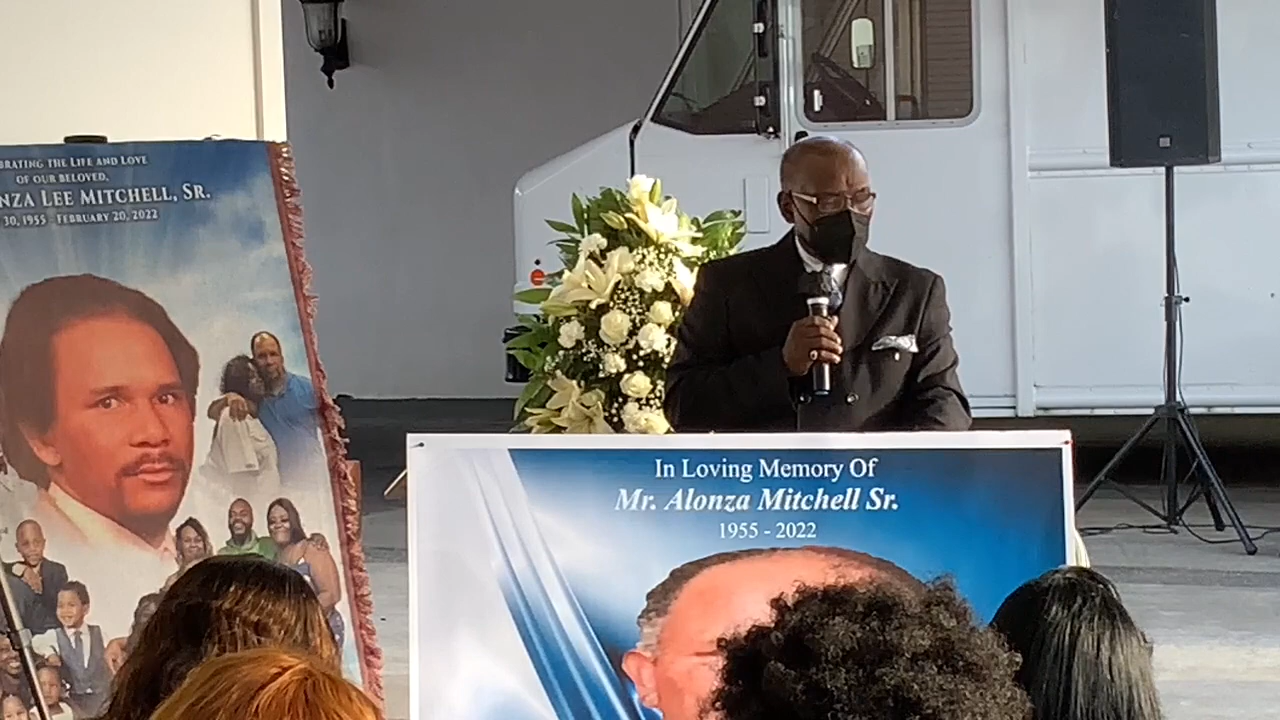 BRATING THE LIFE AND LOVE
OF OUR BELOVED,
NZA LEE MITCHELL, SR.
30, 1955 - FEBRUARY 20, 2022
In Loving Memory Of
Mr. Alonza Mitchell Sr.
1955 - 2022